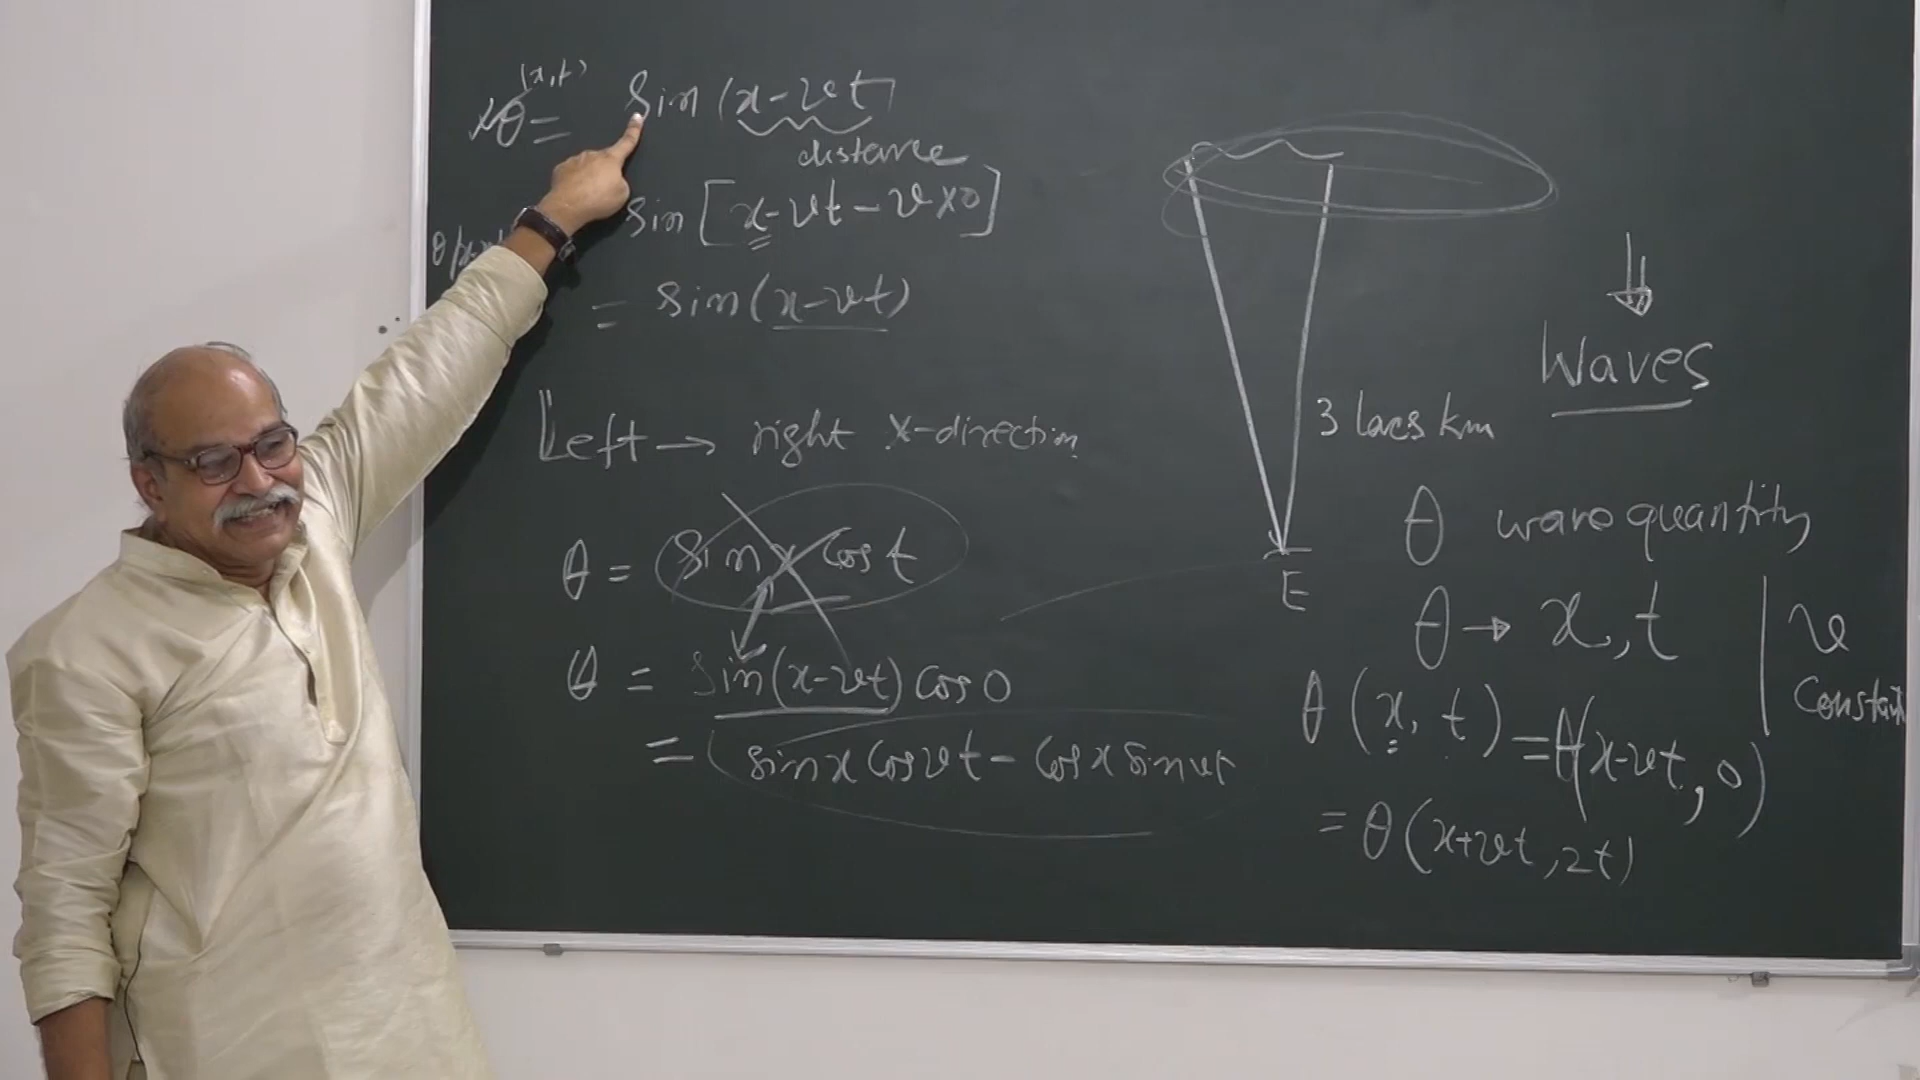 θ(x,t) = sin (x-vt)
distance
sin [x-vt - v×0]
= sin (x-vt)
Left → right x-direction
θ = sin x cos t
θ = sin(x-vt) cos 0
= sin x cos vt - cos x sin vt
3 lacs km
E
⇓
Waves
θ wave quantity
θ → x, t | v
Constant
θ (x, t) = θ(x-vt, 0)
= θ (x+vt, 2t)